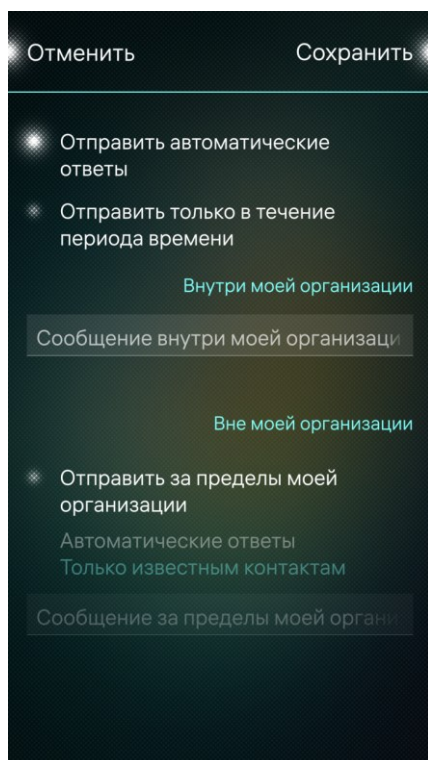 Отменить Сохранить
Отправить автоматические
ответы
Отправить только в течение
периода времени
Внутри моей организации
Сообщение внутри моей организаци
Вне моей организации
Отправить за пределы моей
организации
Автоматические ответы
Только известным контактам
Сообщение за пределы моей органи